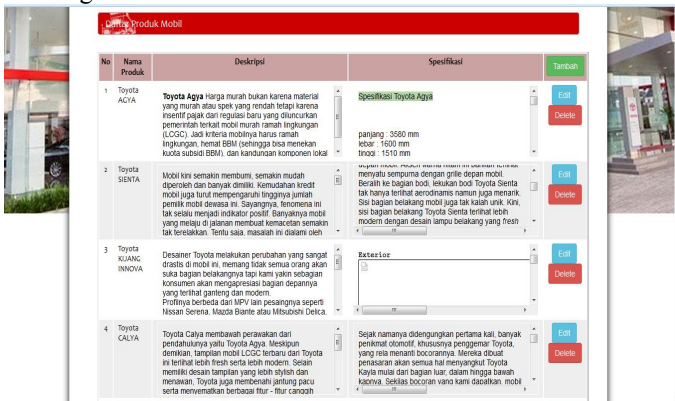 Daftar Produk Mobil
No Nama Produk Deskripsi Spesifikasi Tambah
1 Toyota AGYA
Toyota Agya Harga murah bukan karena material
yang murah atau spek yang rendah tetapi karena
insentif pajak dari regulasi baru yang diluncurkan
pemerintah terkait mobil murah ramah lingkungan
(LCGC). Jadi kriteria mobilnya harus ramah
lingkungan, hemat BBM (sehingga bisa menekan
kuota subsidi BBM), dan kandungan komponen lokal
Spesifikasi Toyota Agya
panjang : 3580 mm
lebar : 1600 mm
tinggi : 1510 mm
Edit
Delete
2 Toyota SIENTA
Mobil kini semakin membumi, semakin mudah
diperoleh dan banyak dimiliki. Kemudahan kredit
mobil juga turut mempengaruhi tingginya jumlah
pemilik mobil dewasa ini. Sayangnya, fenomena ini
tak selalu menjadi indikator positif. Banyaknya mobil
yang melaju di jalanan membuat kemacetan semakin
tak terelakkan. Tentu saja, masalah ini dialami oleh
menyatu sempurna dengan grille depan mobil.
Beralih ke bagian bodi, lekukan bodi Toyota Sienta
tak hanya terlihat aerodinamis namun juga menarik.
Sisi bagian belakang mobil juga tak kalah unik. Kini,
sisi bagian belakang Toyota Sienta terlihat lebih
modern dengan desain lampu belakang yang fresh
Edit
Delete
3 Toyota KIJANG INNOVA
Desainer Toyota melakukan perubahan yang sangat
drastis di mobil ini, memang tidak semua orang akan
suka bagian belakangnya tapi kami yakin sebagian
konsumen akan mengapresiasi bagian depannya
yang terlihat ganteng dan modern.
Profilnya berbeda dari MPV lain pesaingnya seperti
Nissan Serena, Mazda Biante atau Mitsubishi Delica.
Exterior
Edit
Delete
4 Toyota CALYA
Toyota Calya membawah perawakan dari
pendahulunya yaitu Toyota Agya. Meskipun
demikian, tampilan mobil LCGC terbaru dari Toyota
ini terlihat lebih fresh serta lebih modern. Selain
memiliki desain tampilan yang lebih stylish dan
menawan, Toyota juga membenahi jantung pacu
serta menyematkan berbagai fitur - fitur canggih
Sejak namanya didengungkan pertama kali, banyak
penikmat otomotif, khususnya penggemar Toyota,
yang rela menanti bocorannya. Mereka dibuat
penasaran akan semua hal menyangkut Toyota
Kayla mulai dari bagian luar, dalam hingga bawah
kapnya. Sekilas bocoran yang kami dapatkan, mobil
Edit
Delete